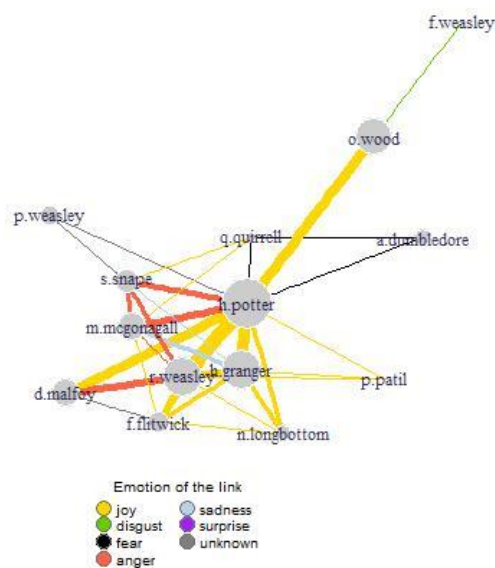 f.weasley
o.wood
p.weasley
q.quirrell
a.dumbledore
s.snape
h.potter
m.mcgonagall
r.weasley
h.granger
d.malfoy
p.patil
f.flitwick
n.longbottom
Emotion of the link
joy
sadness
disgust
surprise
fear
unknown
anger